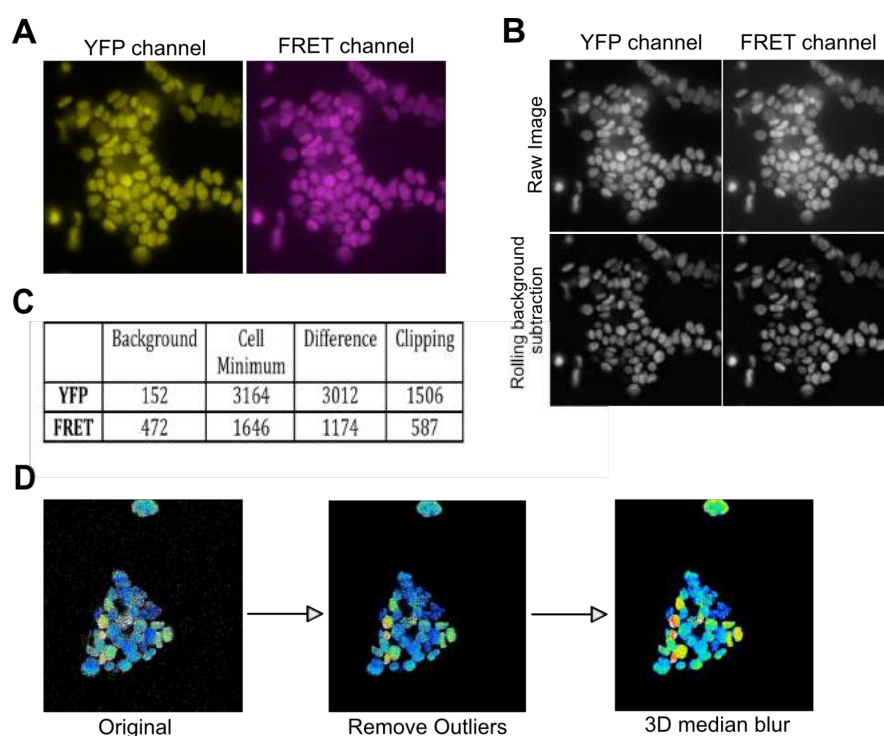 A
YFP channel
FRET channel
B
YFP channel
FRET channel
Raw Image
Rolling background
subtraction
C
Background
Cell
Minimum
Difference
Clipping
YFP 152 3164 3012 1506
FRET 472 1646 1174 587
D
Original
Remove Outliers
3D median blur